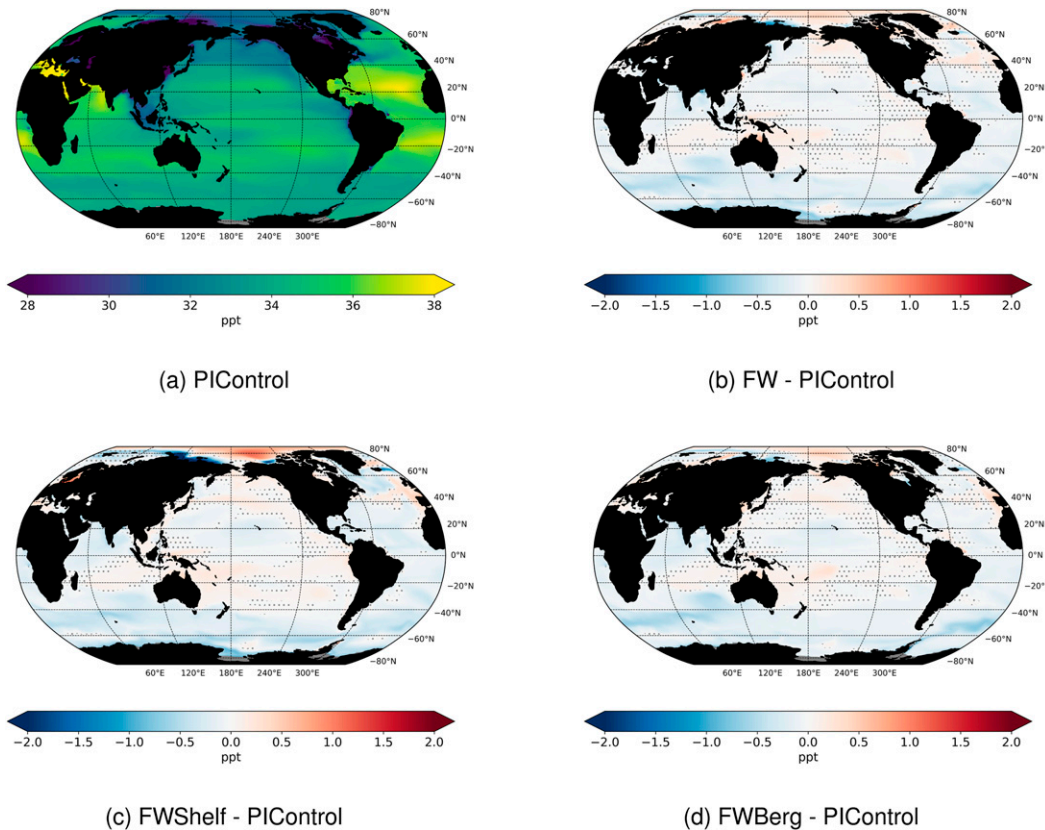 80°N
60°N
40°N
20°N
0°N
−20°N
−40°N
−60°N
−80°N
60°E 120°E 180°E 240°E 300°E
28 30 32 34 36 38
ppt
(a) PIControl
80°N
60°N
40°N
20°N
0°N
−20°N
−40°N
−60°N
−80°N
60°E 120°E 180°E 240°E 300°E
−2.0 −1.5 −1.0 −0.5 0.0 0.5 1.0 1.5 2.0
ppt
(b) FW - PIControl
80°N
60°N
40°N
20°N
0°N
−20°N
−40°N
−60°N
−80°N
60°E 120°E 180°E 240°E 300°E
−2.0 −1.5 −1.0 −0.5 0.0 0.5 1.0 1.5 2.0
ppt
(c) FWShelf - PIControl
80°N
60°N
40°N
20°N
0°N
−20°N
−40°N
−60°N
−80°N
60°E 120°E 180°E 240°E 300°E
−2.0 −1.5 −1.0 −0.5 0.0 0.5 1.0 1.5 2.0
ppt
(d) FWBerg - PIControl